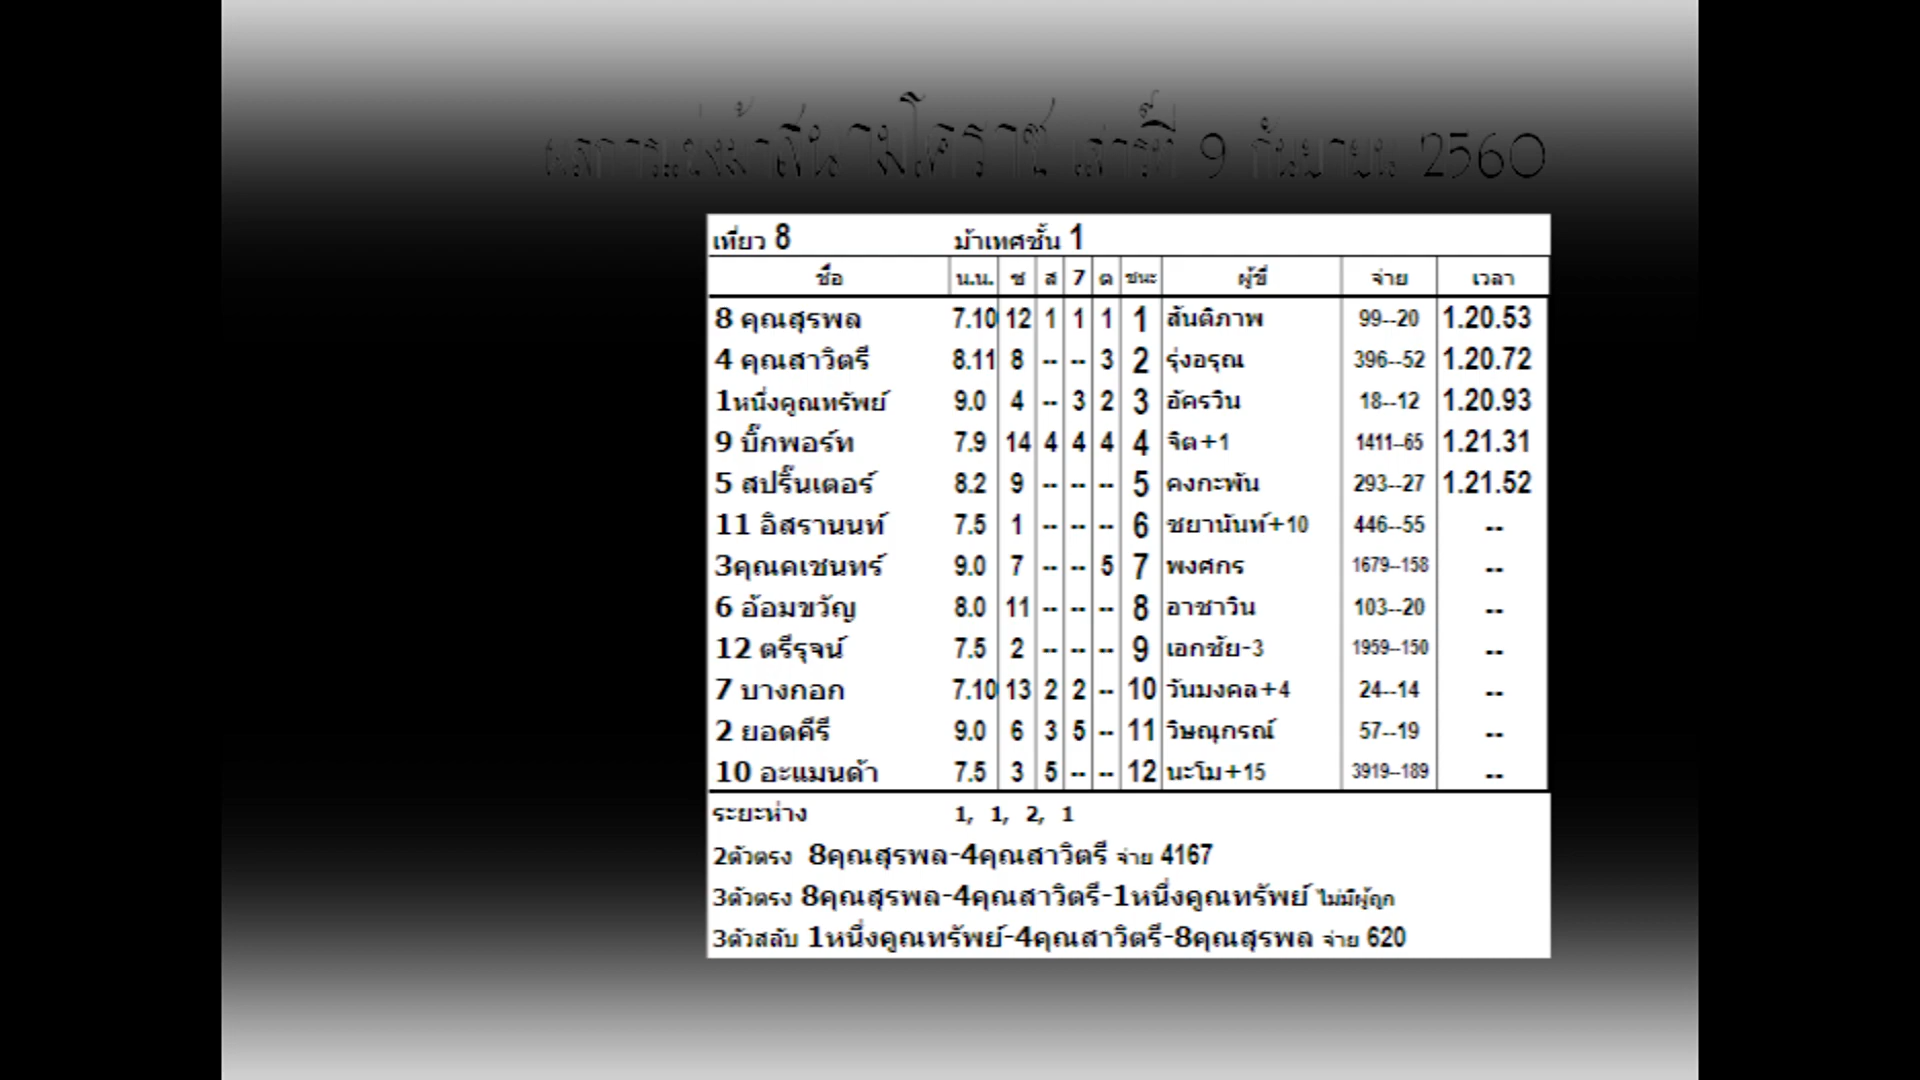 ผลการแข่งม้าสนามโคราช เสาร์ที่ 9 กันยายน 2560
เที่ยว 8 ม้าเทศชั้น 1
ชื่อ น.น. ช ส 7 ต ชนะ ผู้ขี่ จ่าย เวลา
8 คุณสุรพล 7.10 12 1 1 1 1 สันติภาพ 99--20 1.20.53
4 คุณสาวิตรี 8.11 8 -- -- 3 2 รุ่งอรุณ 396--52 1.20.72
1หนึ่งคูณทรัพย์ 9.0 4 -- 3 2 3 อัครวิน 18--12 1.20.93
9 บิ๊กพอร์ท 7.9 14 4 4 4 4 จิต+1 1411--65 1.21.31
5 สปริ๊นเตอร์ 8.2 9 -- -- -- 5 คงกะพัน 293--27 1.21.52
11 อิสรานนท์ 7.5 1 -- -- -- 6 ชยานันท์+10 446--55 --
3คุณคเชนทร์ 9.0 7 -- -- 5 7 พงศกร 1679--158 --
6 อ้อมขวัญ 8.0 11 -- -- -- 8 อาชาวิน 103--20 --
12 ตรีรุจน์ 7.5 2 -- -- -- 9 เอกชัย-3 1959--150 --
7 บางกอก 7.10 13 2 2 -- 10 วันมงคล+4 24--14 --
2 ยอดคีรี 9.0 6 3 5 -- 11 วิษณุกรณ์ 57--19 --
10 อะแมนด้า 7.5 3 5 -- -- 12 นะโม+15 3919--189 --
ระยะห่าง 1, 1, 2, 1
2ตัวตรง 8คุณสุรพล-4คุณสาวิตรี จ่าย 4167
3ตัวตรง 8คุณสุรพล-4คุณสาวิตรี-1หนึ่งคูณทรัพย์ ไม่มีผู้ถูก
3ตัวสลับ 1หนึ่งคูณทรัพย์-4คุณสาวิตรี-8คุณสุรพล จ่าย 620